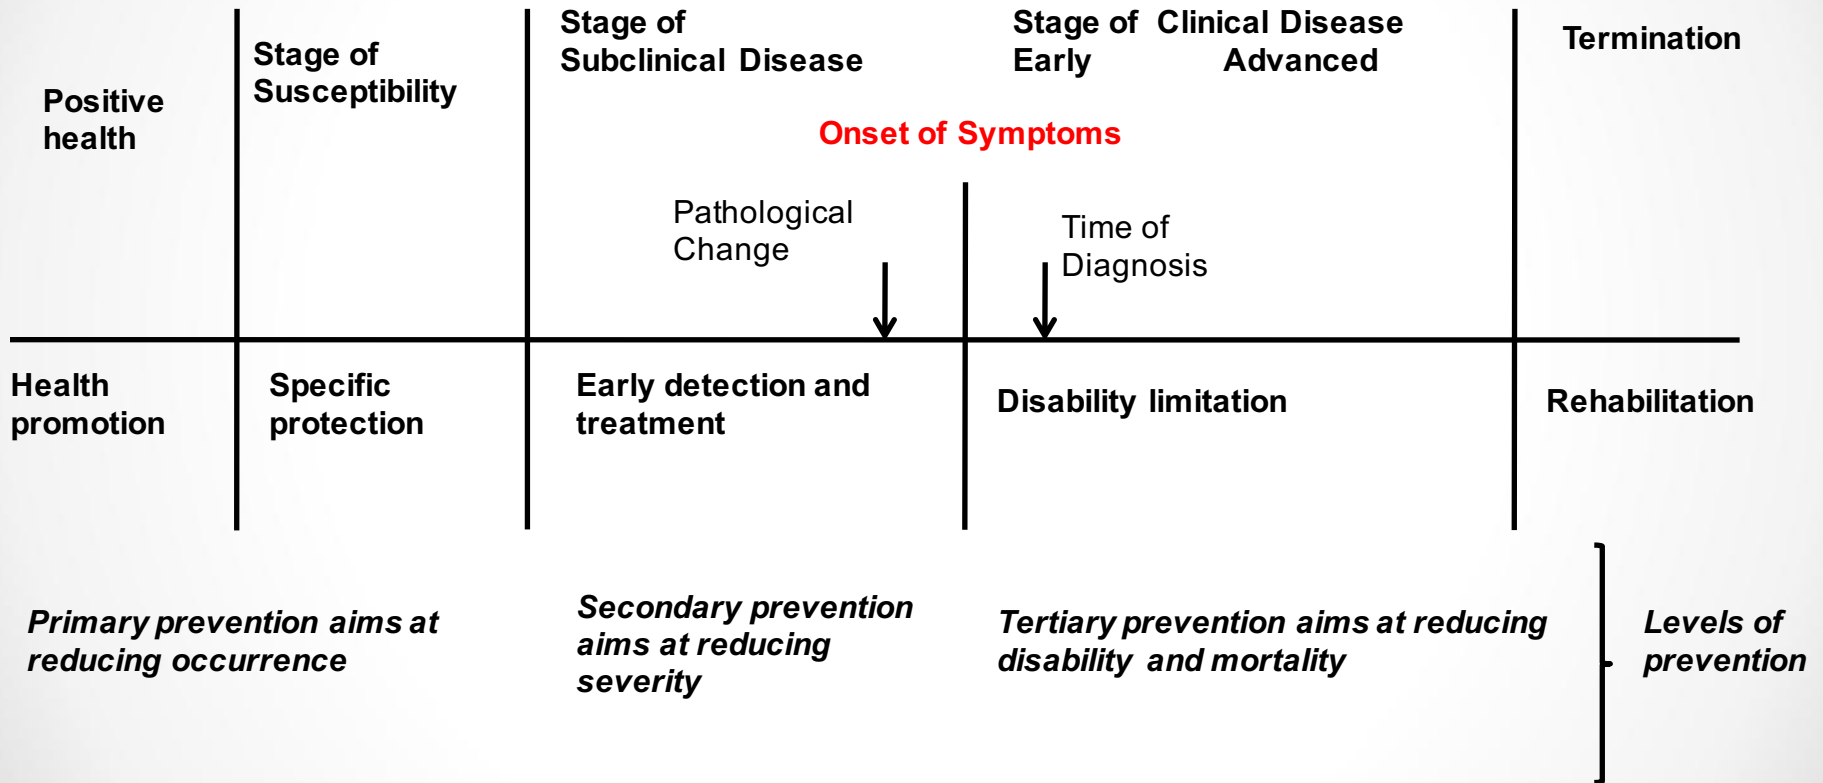 Positive
health
Stage of
Susceptibility
Stage of
Subclinical Disease
Stage of Clinical Disease
Early Advanced
Termination
Onset of Symptoms
Pathological
Change
Time of
Diagnosis
Health
promotion
Specific
protection
Early detection and
treatment
Disability limitation
Rehabilitation
Primary prevention aims at
reducing occurrence
Secondary prevention
aims at reducing
severity
Tertiary prevention aims at reducing
disability and mortality
Levels of
prevention